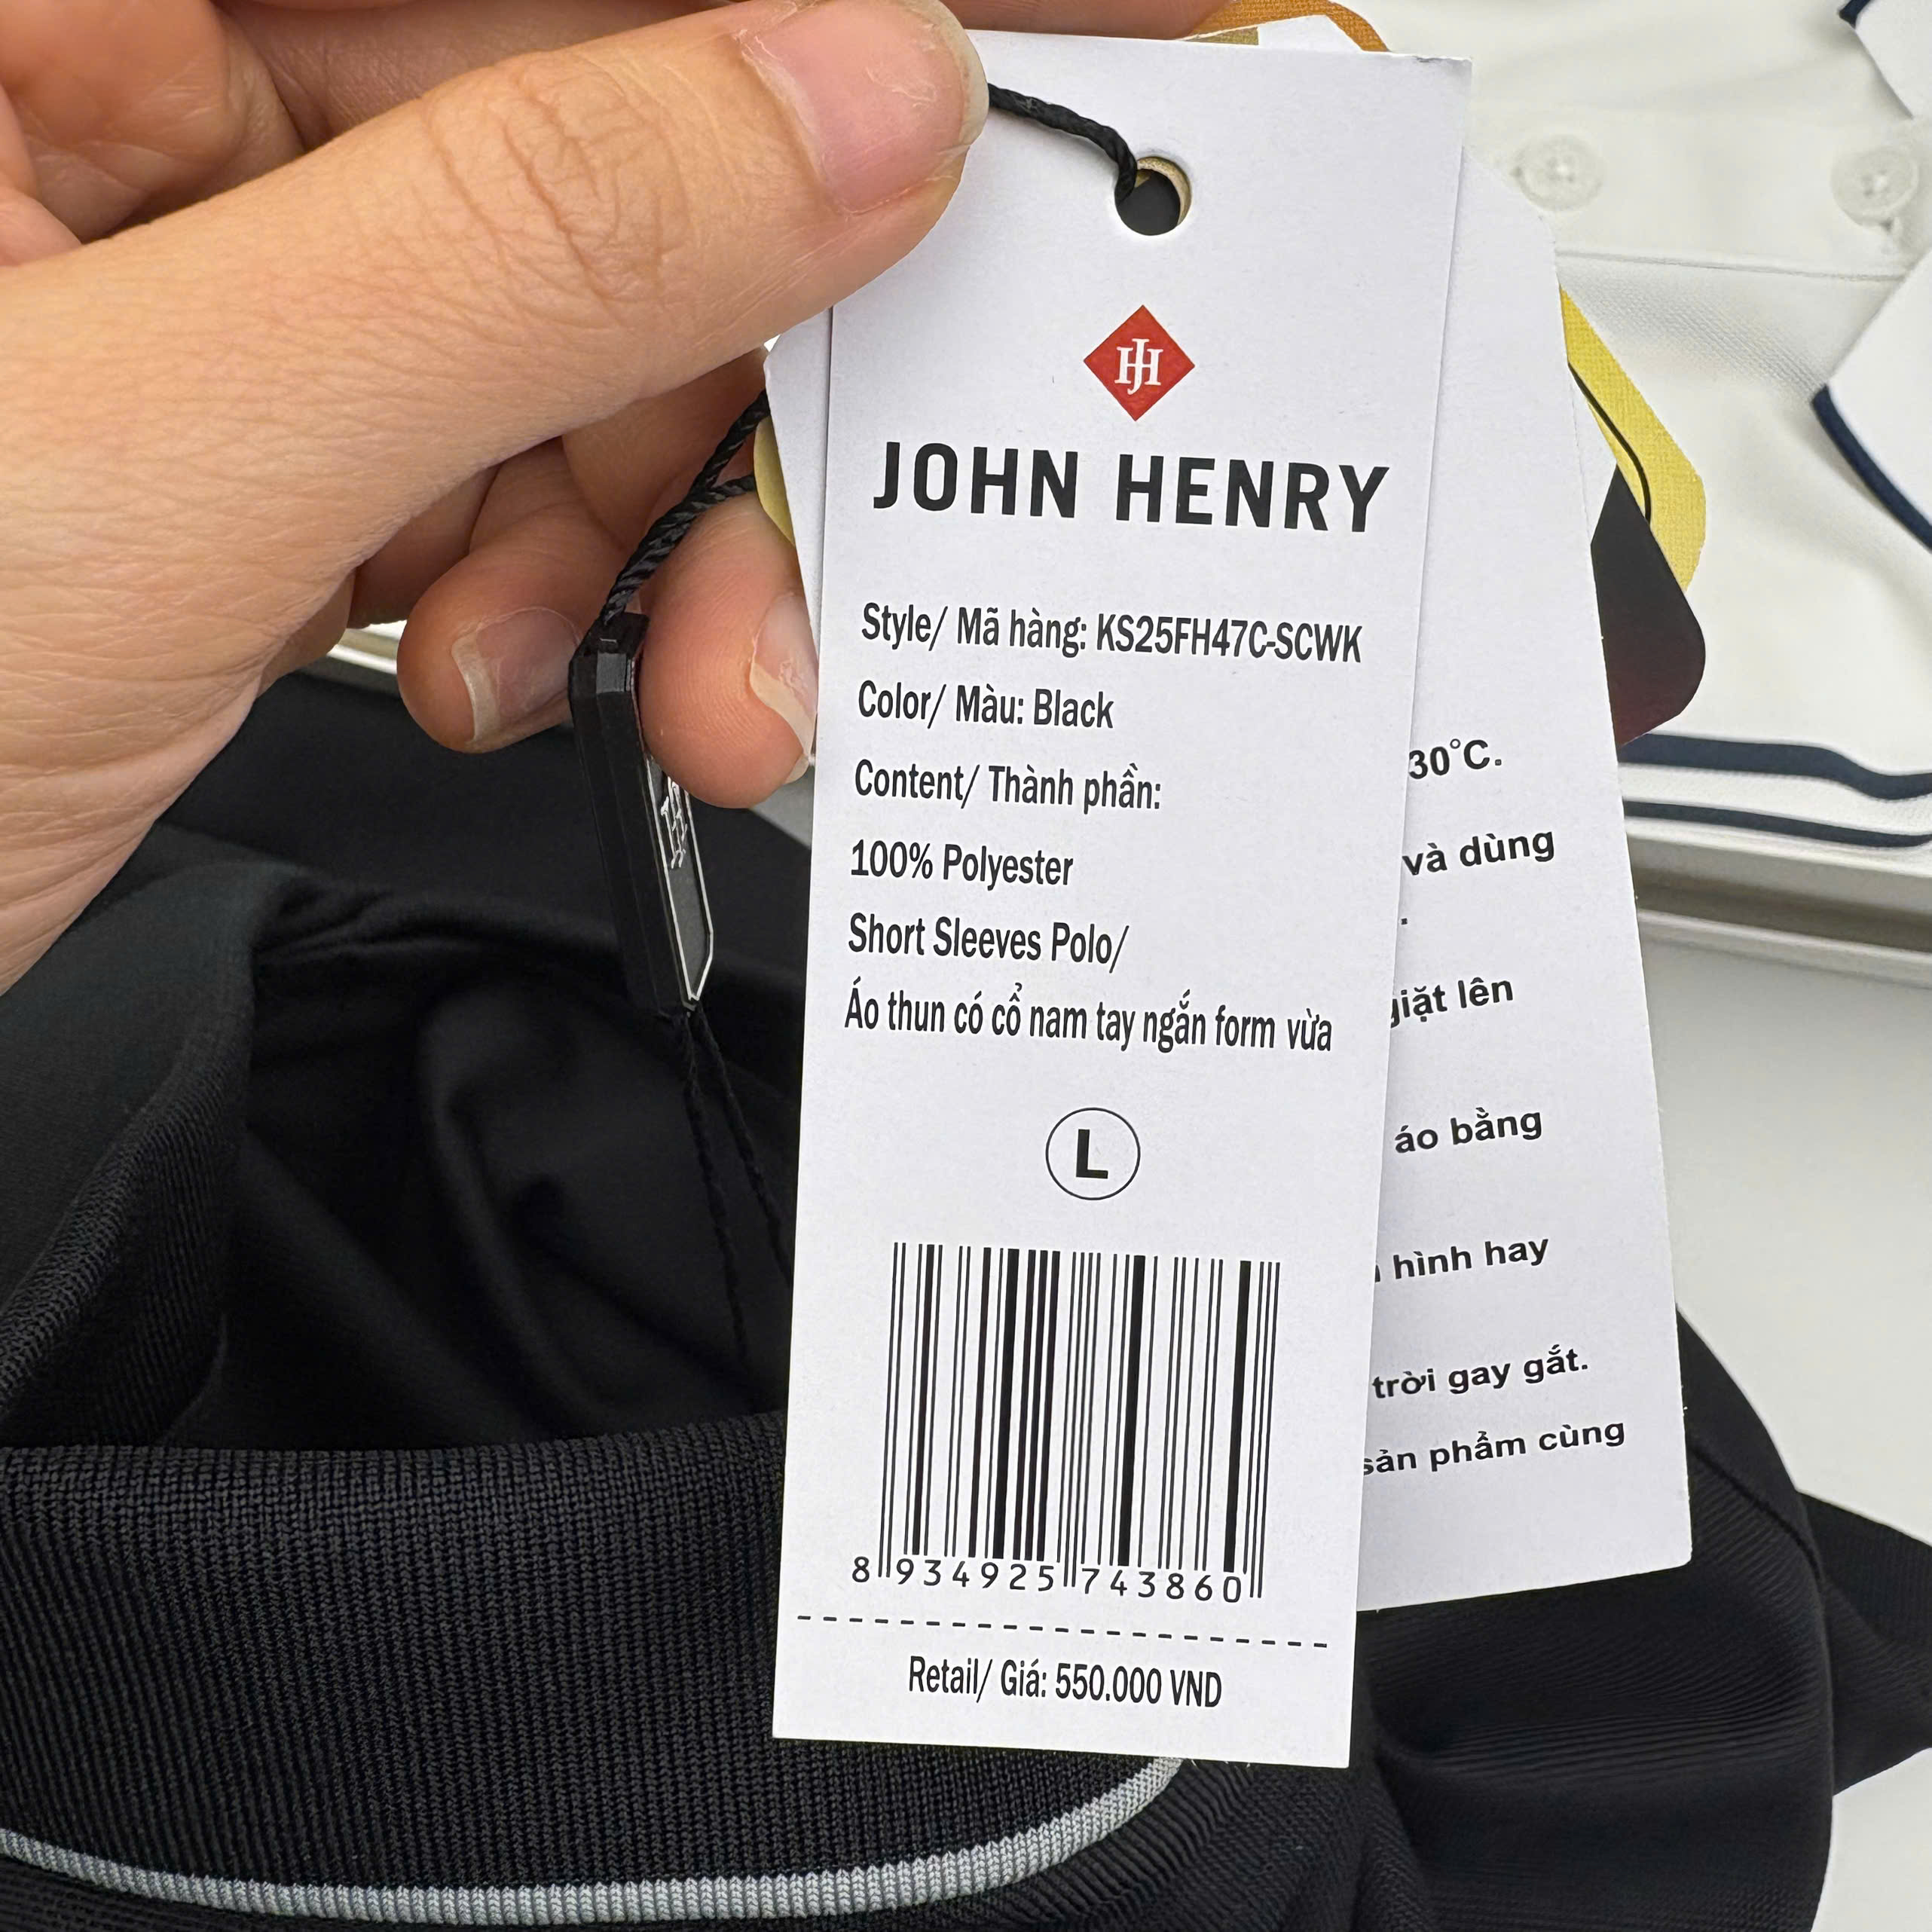 JH
JOHN HENRY
Style/ Mã hàng: KS25FH47C-SCWK
Color/ Màu: Black
Content/ Thành phần:
100% Polyester
Short Sleeves Polo/
Áo thun có cổ nam tay ngắn form vừa
L
8 934925 743860
Retail/ Giá: 550.000 VND
30°C.
và dùng
giặt lên
áo bằng
hình hay
trời gay gắt.
sản phẩm cùng